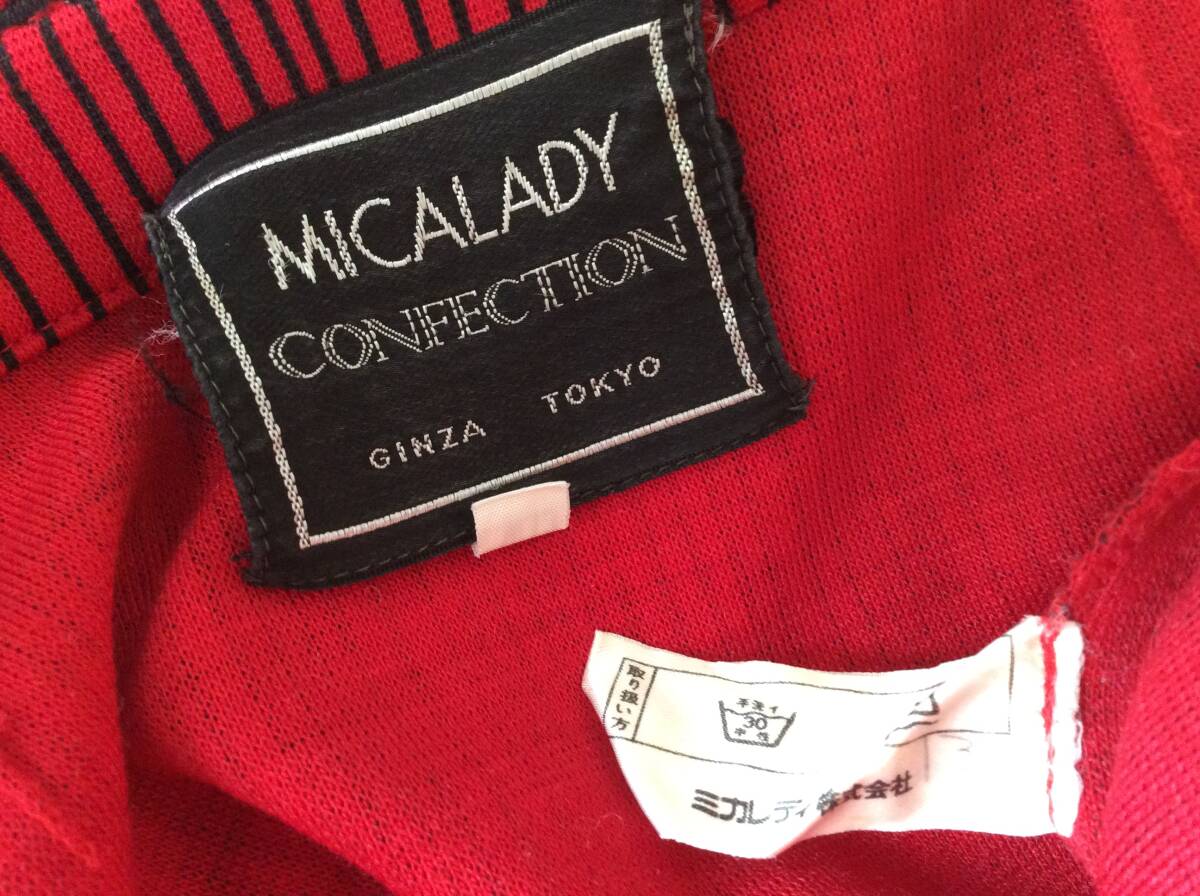 MICALADY
CONFECTION
GINZA TOKYO
取り扱い方
手洗イ
30
中性
ミカレディ株式会社